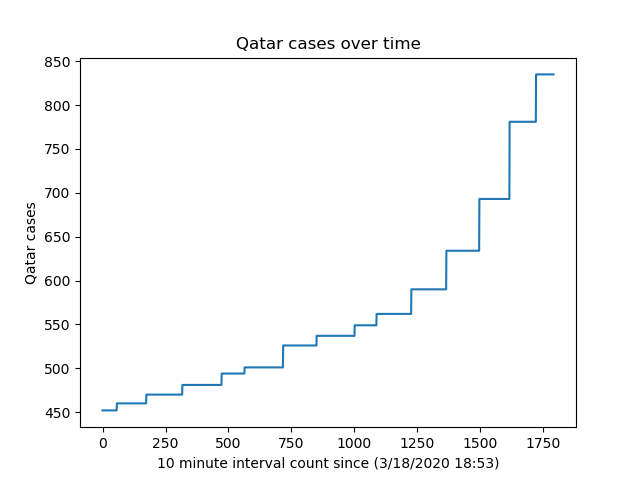 Qatar cases over time
850
800
750
700
650
600
550
500
450
Qatar cases
0 250 500 750 1000 1250 1500 1750
10 minute interval count since (3/18/2020 18:53)